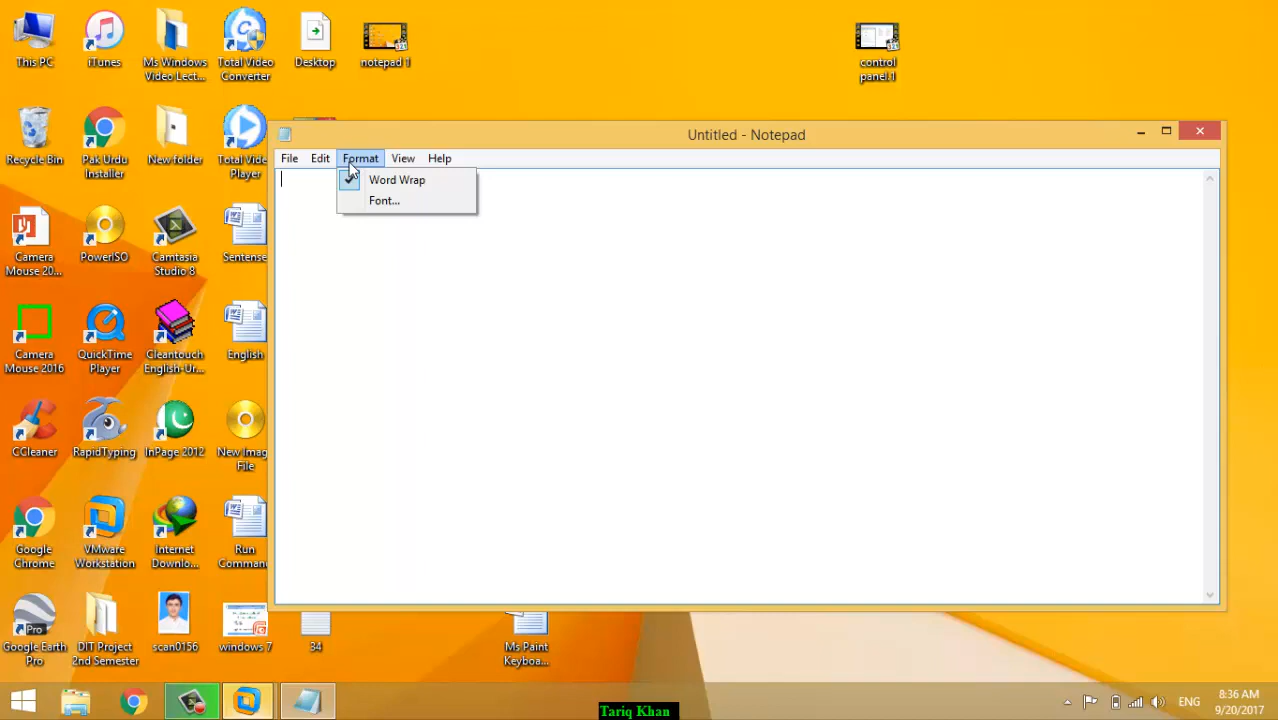 This PC
iTunes
Ms Windows
Video Lect...
Total Video
Converter
Desktop
notepad 1
control
panel.1
Untitled - Notepad
File Edit Format View Help
Word Wrap
Font...
Recycle Bin
Pak Urdu
Installer
New folder
Total Vide
Player
Camera
Mouse 20...
PowerISO
Camtasia
Studio 8
Sentense
Camera
Mouse 2016
QuickTime
Player
Cleantouch
English-Ur...
English
CCleaner
RapidTyping
InPage 2012
New Imag
File
Google
Chrome
VMware
Workstation
Internet
Downlo...
Run
Comman
Pro
Google Earth
Pro
DIT Project
2nd Semester
scan0156
windows 7
34
Ms Paint
Keyboa...
ENG
8:36 AM
9/20/2017
Tariq Khan